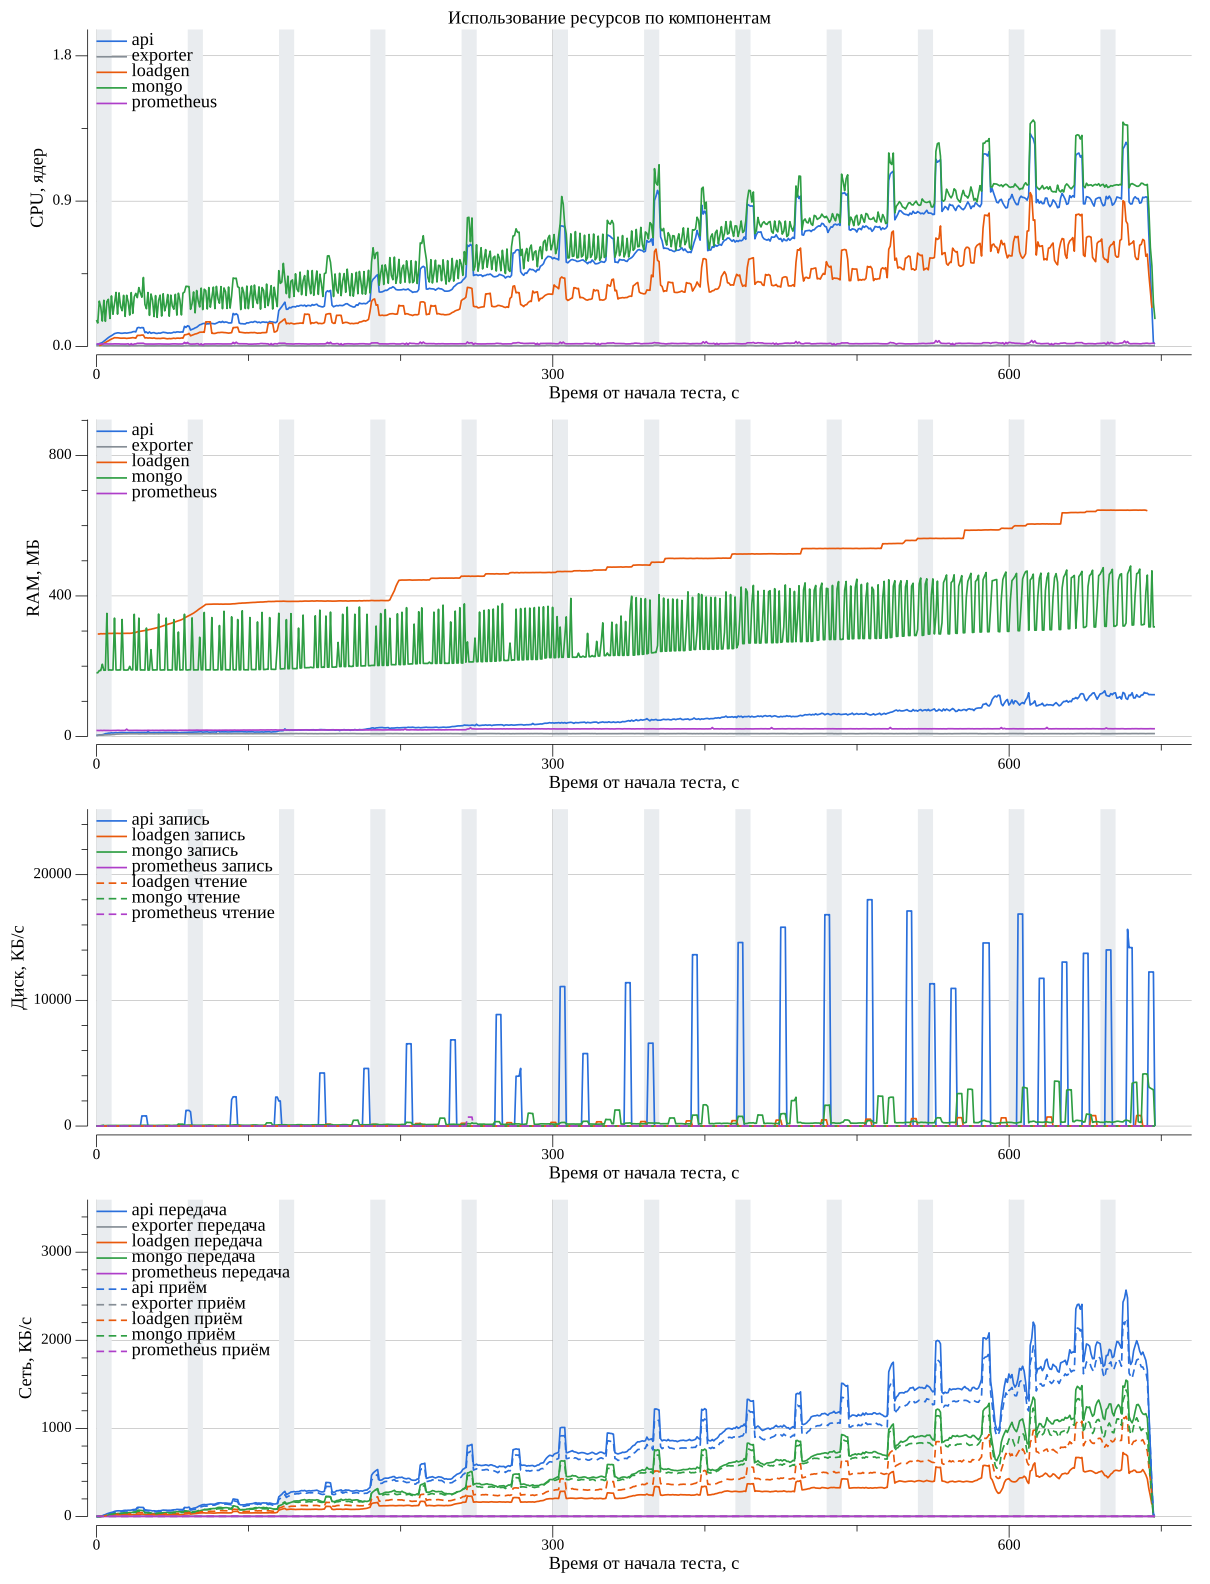 Использование ресурсов по компонентам
api
exporter
loadgen
mongo
prometheus
1.8
0.9
0.0
CPU, ядер
0
300
600
Время от начала теста, с
api
exporter
loadgen
mongo
prometheus
800
400
0
RAM, МБ
0
300
600
Время от начала теста, с
api запись
loadgen запись
mongo запись
prometheus запись
loadgen чтение
mongo чтение
prometheus чтение
20000
10000
0
Диск, КБ/с
0
300
600
Время от начала теста, с
api передача
exporter передача
loadgen передача
mongo передача
prometheus передача
api приём
exporter приём
loadgen приём
mongo приём
prometheus приём
3000
2000
1000
0
Сеть, КБ/с
0
300
600
Время от начала теста, с